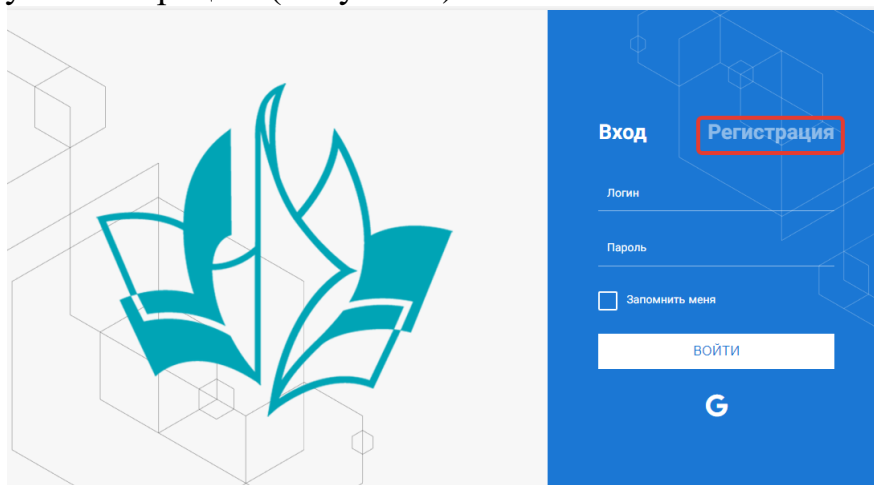 Вход Регистрация
Логин
Пароль
Запомнить меня
ВОЙТИ
G